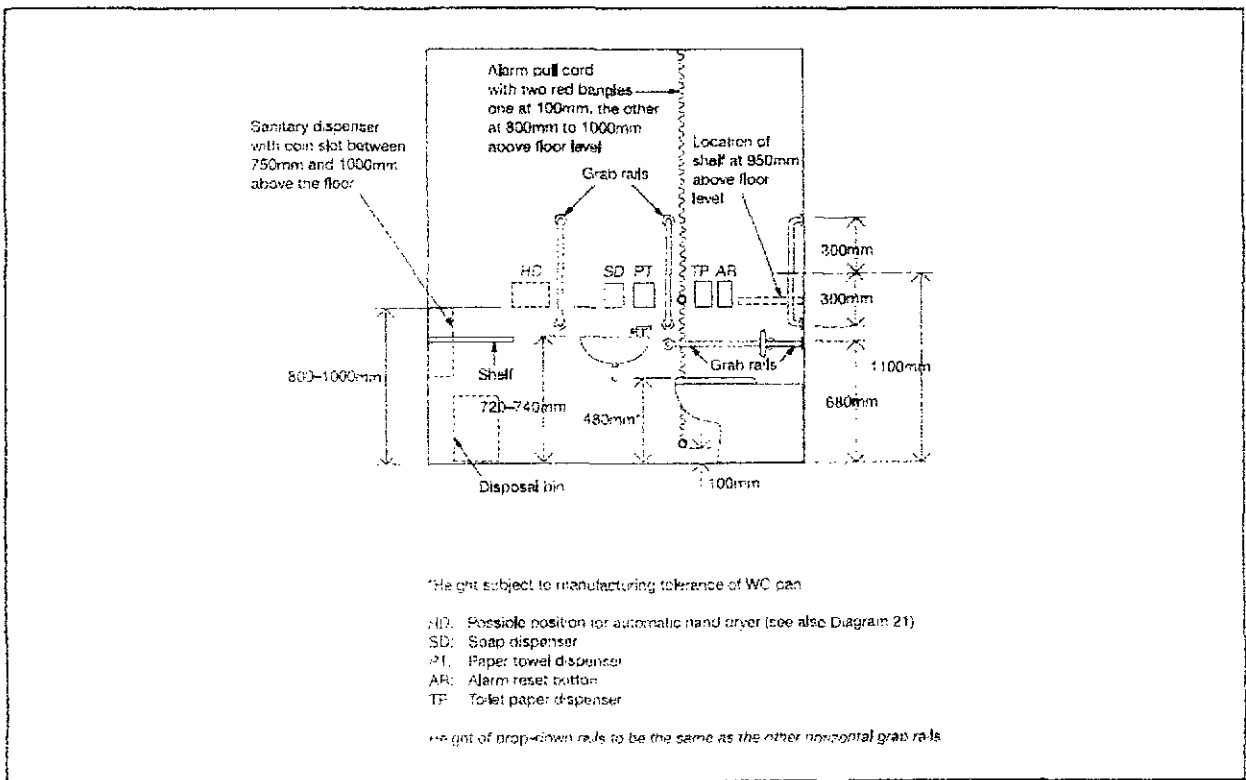 Alarm pull cord
with two red bangles
one at 100mm, the other
at 800mm to 1000mm
above floor level
Sanitary dispenser
with coin slot between
750mm and 1000mm
above the floor
Location of
shelf at 950mm
above floor
level
Grab rails
HD
SD
PT
TP
AR
300mm
300mm
Grab rails
1100mm
680mm
800–1000mm
Shelf
720–740mm
480mm*
Disposal bin
100mm
*Height subject to manufacturing tolerance of WC pan
HD: Possible position for automatic hand dryer (see also Diagram 21)
SD: Soap dispenser
PT: Paper towel dispenser
AR: Alarm reset button
TP Toilet paper dispenser
Height of drop-down rails to be the same as the other horizontal grab rails